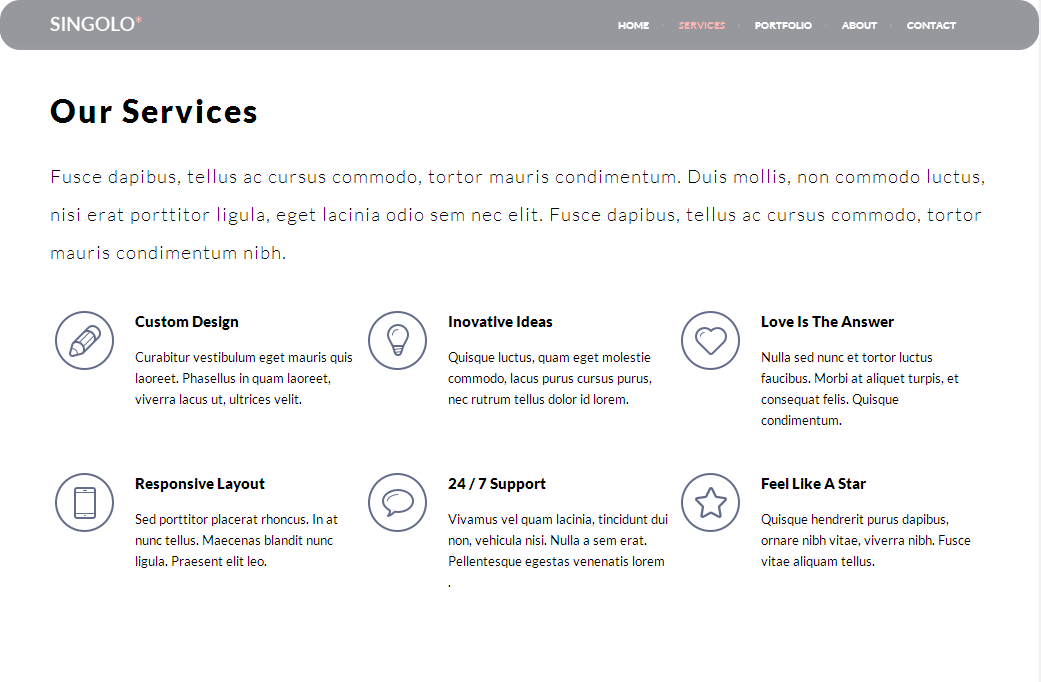 SINGOLO*
HOME • SERVICES • PORTFOLIO • ABOUT • CONTACT
Our Services
Fusce dapibus, tellus ac cursus commodo, tortor mauris condimentum. Duis mollis, non commodo luctus,
nisi erat porttitor ligula, eget lacinia odio sem nec elit. Fusce dapibus, tellus ac cursus commodo, tortor
mauris condimentum nibh.
Custom Design
Curabitur vestibulum eget mauris quis
laoreet. Phasellus in quam laoreet,
viverra lacus ut, ultrices velit.
Inovative Ideas
Quisque luctus, quam eget molestie
commodo, lacus purus cursus purus,
nec rutrum tellus dolor id lorem.
Love Is The Answer
Nulla sed nunc et tortor luctus
faucibus. Morbi at aliquet turpis, et
consequat felis. Quisque
condimentum.
Responsive Layout
Sed porttitor placerat rhoncus. In at
nunc tellus. Maecenas blandit nunc
ligula. Praesent elit leo.
24 / 7 Support
Vivamus vel quam lacinia, tincidunt dui
non, vehicula nisi. Nulla a sem erat.
Pellentesque egestas venenatis lorem
.
Feel Like A Star
Quisque hendrerit purus dapibus,
ornare nibh vitae, viverra nibh. Fusce
vitae aliquam tellus.